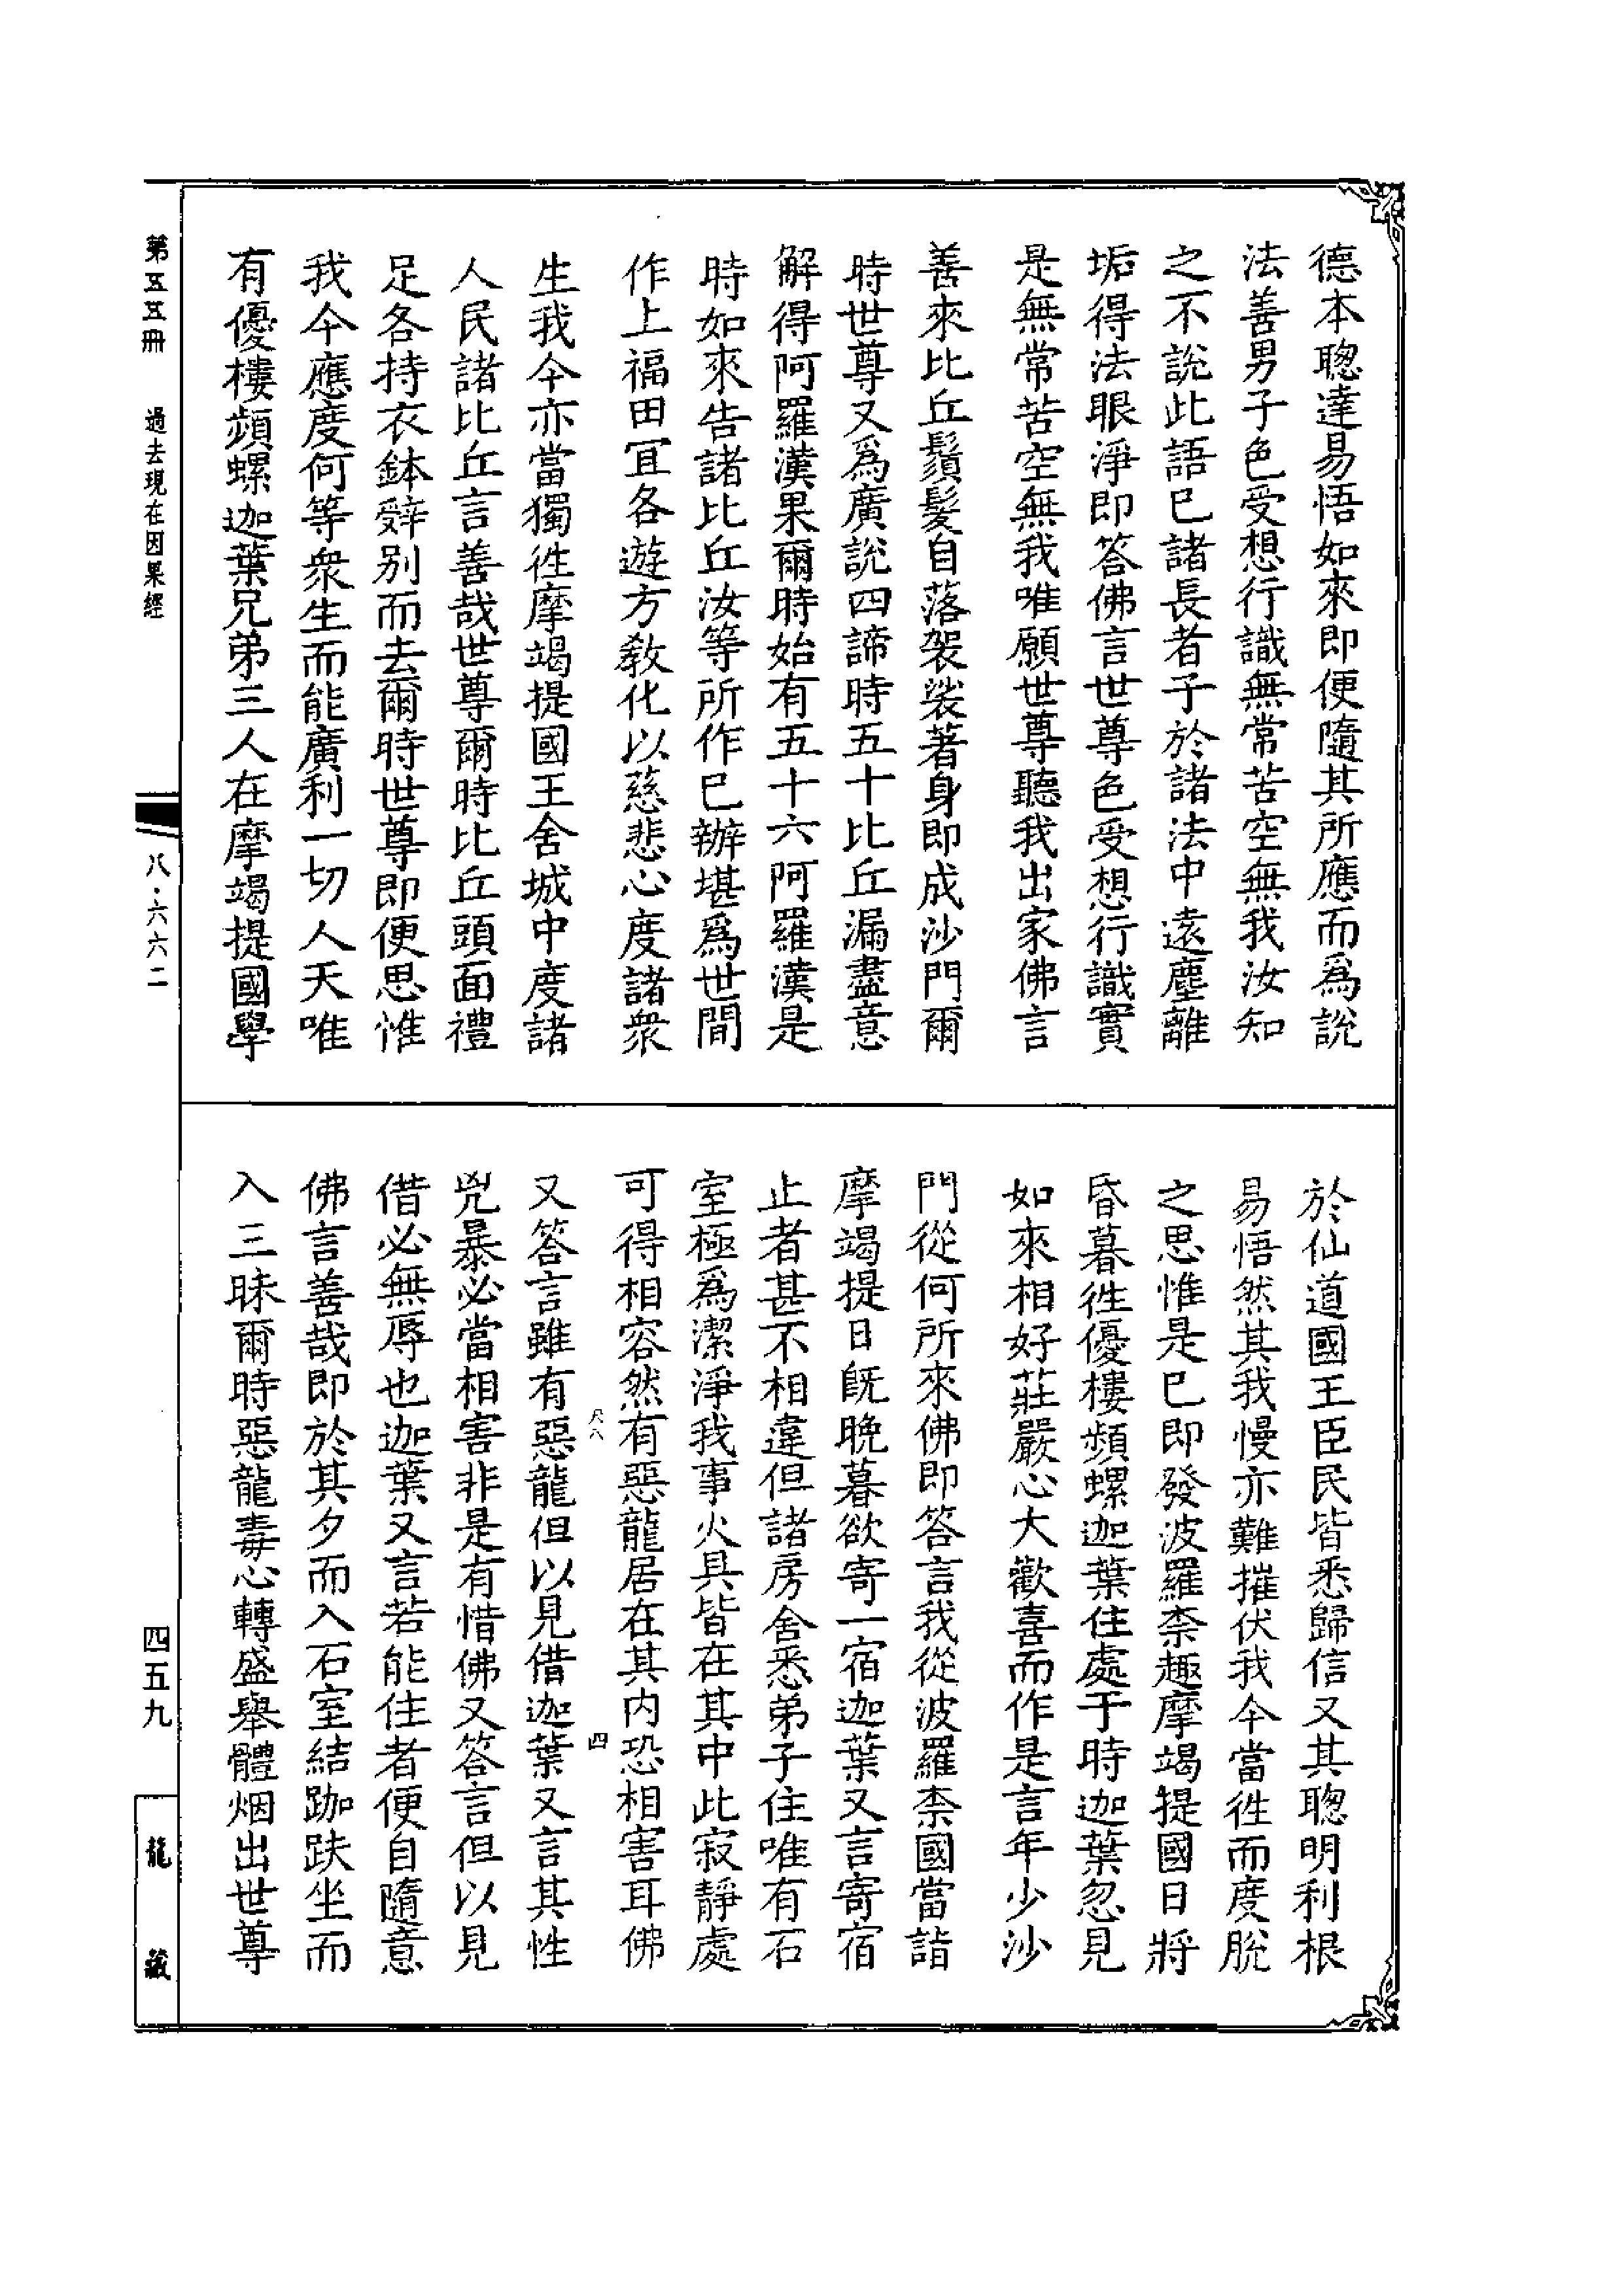 德本聰達易悟如來即便隨其所應而爲說
法善男子色受想行識無常苦空無我汝知
之不說此語已諸長者子於諸法中遠塵離
垢得法眼淨即答佛言世尊色受想行識實
是無常苦空無我唯願世尊聽我出家佛言
善來比丘鬚髮自落袈裟著身即成沙門爾
時世尊又爲廣說四諦時五十比丘漏盡意
解得阿羅漢果爾時始有五十六阿羅漢是
時如來告諸比丘汝等所作已辦堪爲世間
作上福田宜各遊方教化以慈悲心度諸衆
生我今亦當獨徃摩竭提國王舍城中度諸
人民諸比丘言善哉世尊爾時比丘頭面禮
足各持衣鉢辭别而去爾時世尊即便思惟
我今應度何等衆生而能廣利一切人天唯
有優樓頻螺迦葉兄弟三人在摩竭提國學
於仙道國王臣民皆悉歸信又其聰明利根
易悟然其我慢亦難摧伏我今當徃而度脫
之思惟是已即發波羅柰趣摩竭提國日將
昏暮徃優樓頻螺迦葉住處于時迦葉忽見
如來相好莊嚴心大歡喜而作是言年少沙
門從何所來佛即答言我從波羅柰國當詣
摩竭提日旣晩暮欲寄一宿迦葉又言寄宿
止者甚不相違但諸房舍悉弟子住唯有石
室極爲潔淨我事火具皆在其中此寂靜處
可得相容然有惡龍居在其内恐相害耳佛
尺八 四
又答言雖有惡龍但以見借迦葉又言其性
兇暴必當相害非是有惜佛又答言但以見
借必無辱也迦葉又言若能住者便自隨意
佛言善哉即於其夕而入石室結跏趺坐而
入三昧爾時惡龍毒心轉盛舉體烟出世尊
第五五冊 過去現在因果經
八·六六二
四五九
龍藏